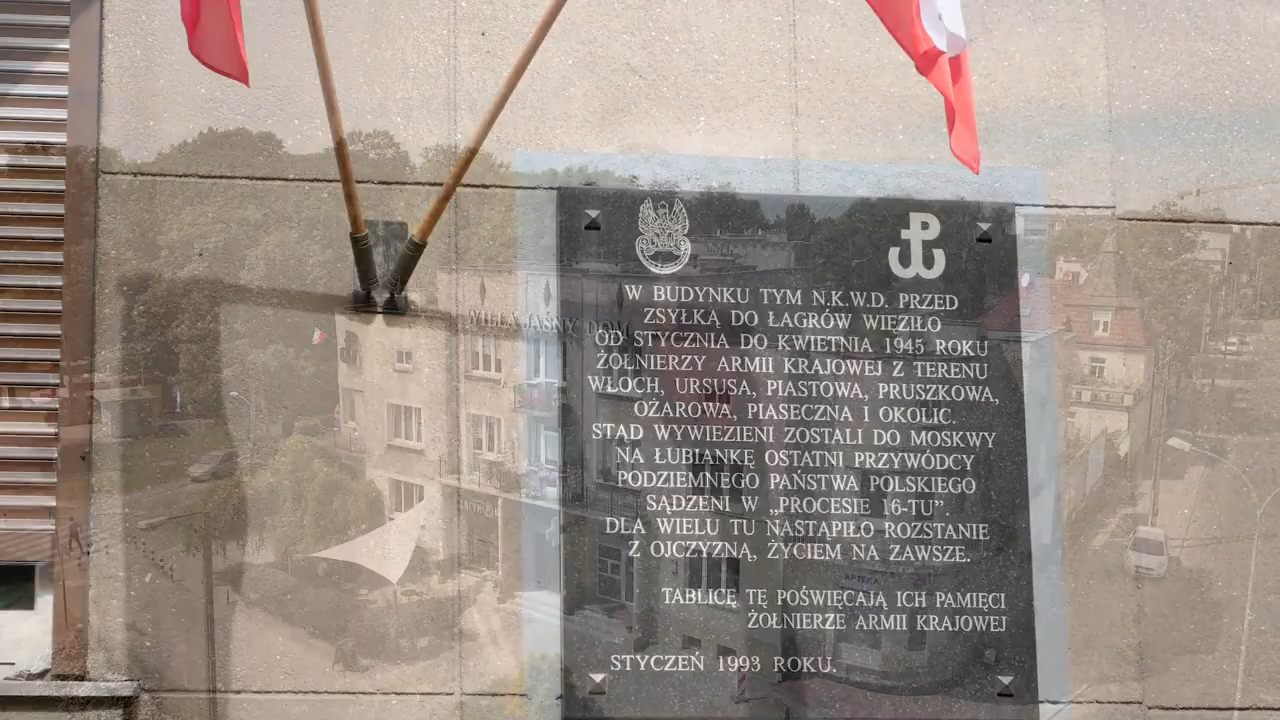 W BUDYNKU TYM N.K.W.D. PRZED
ZSYŁKĄ DO ŁAGRÓW WIĘZIŁO
OD STYCZNIA DO KWIETNIA 1945 ROKU
ŻOŁNIERZY ARMII KRAJOWEJ Z TERENU
WŁOCH, URSUSA, PIASTOWA, PRUSZKOWA,
OŻAROWA, PIASECZNA I OKOLIC.
STĄD WYWIEZIENI ZOSTALI DO MOSKWY
NA ŁUBIANKĘ OSTATNI PRZYWÓDCY
PODZIEMNEGO PAŃSTWA POLSKIEGO
SĄDZENI W „PROCESIE 16-TU”.
DLA WIELU TU NASTĄPIŁO ROZSTANIE
Z OJCZYZNĄ, ŻYCIEM NA ZAWSZE.
TABLICĘ TĘ POŚWIĘCAJĄ ICH PAMIĘCI
ŻOŁNIERZE ARMII KRAJOWEJ
STYCZEŃ 1993 ROKU.
WILLA JASNY DOM
APTEKA